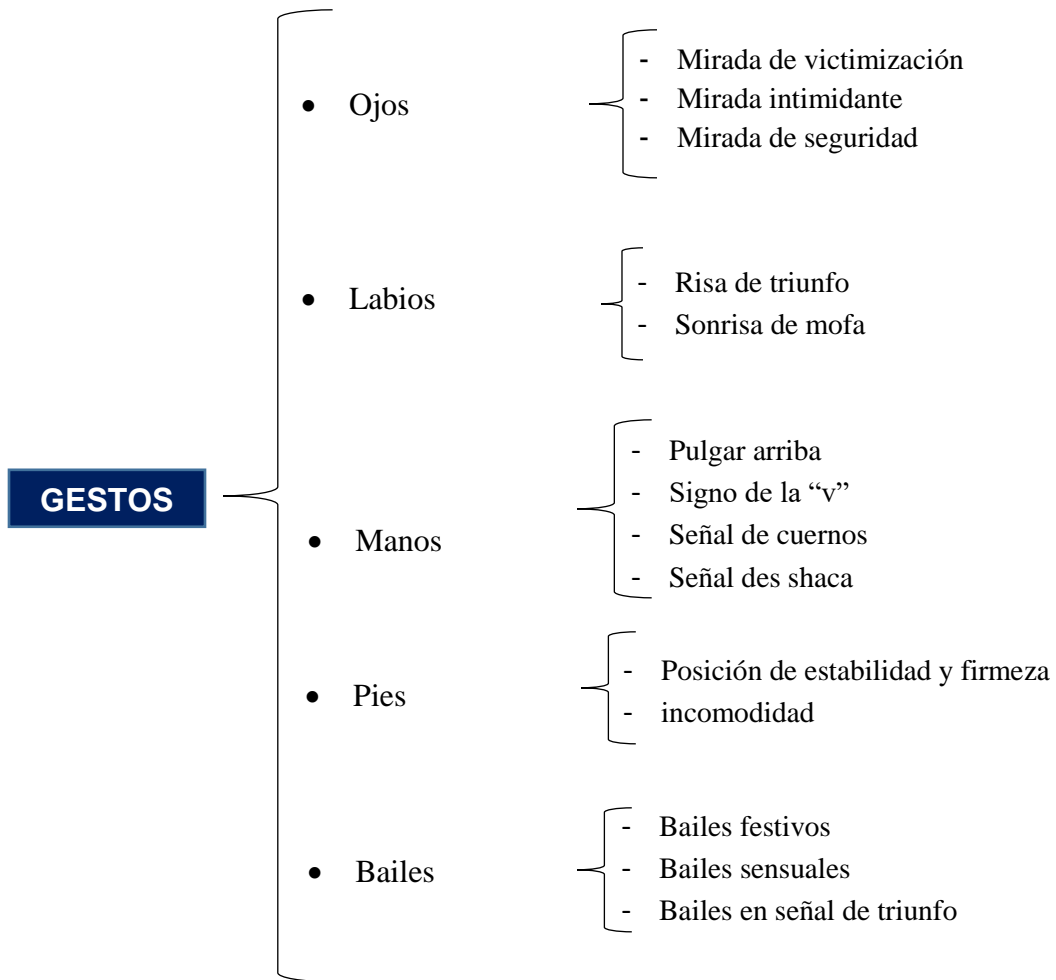 GESTOS
• Ojos
- Mirada de victimización
- Mirada intimidante
- Mirada de seguridad
• Labios
- Risa de triunfo
- Sonrisa de mofa
• Manos
- Pulgar arriba
- Signo de la “v”
- Señal de cuernos
- Señal des shaca
• Pies
- Posición de estabilidad y firmeza
- incomodidad
• Bailes
- Bailes festivos
- Bailes sensuales
- Bailes en señal de triunfo